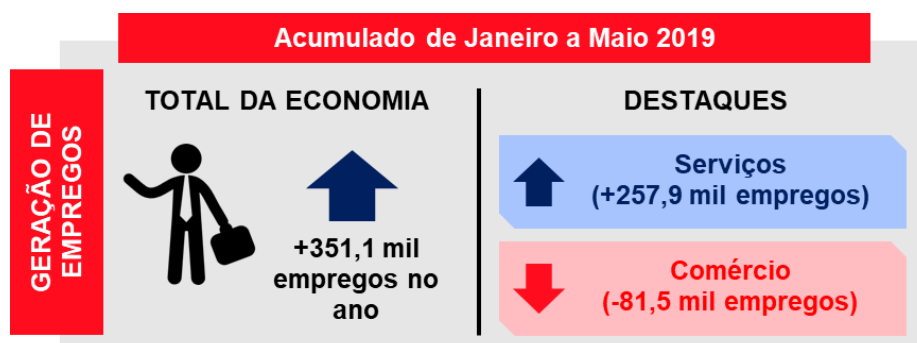 Acumulado de Janeiro a Maio 2019
GERAÇÃO DE
EMPREGOS
TOTAL DA ECONOMIA
+351,1 mil
empregos no
ano
DESTAQUES
Serviços
(+257,9 mil empregos)
Comércio
(-81,5 mil empregos)